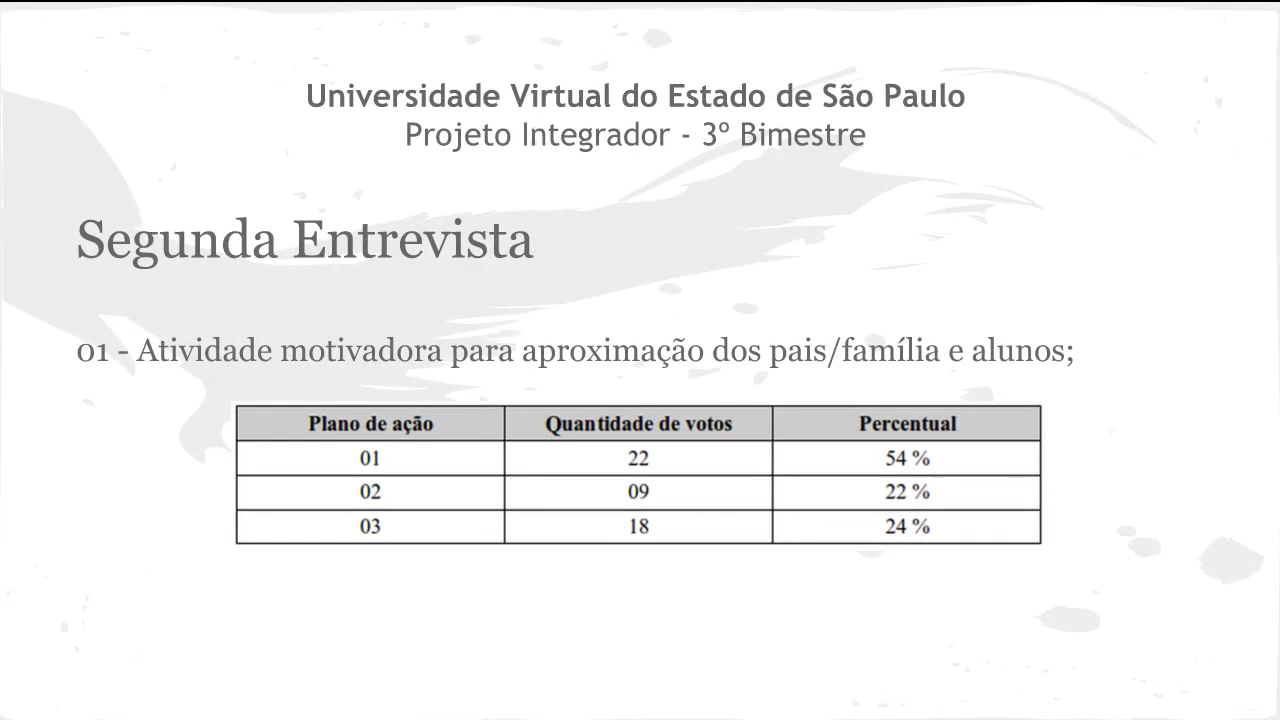 Universidade Virtual do Estado de São Paulo
Projeto Integrador - 3º Bimestre
Segunda Entrevista
01 - Atividade motivadora para aproximação dos pais/família e alunos;
Plano de ação Quantidade de votos Percentual
01 22 54 %
02 09 22 %
03 18 24 %